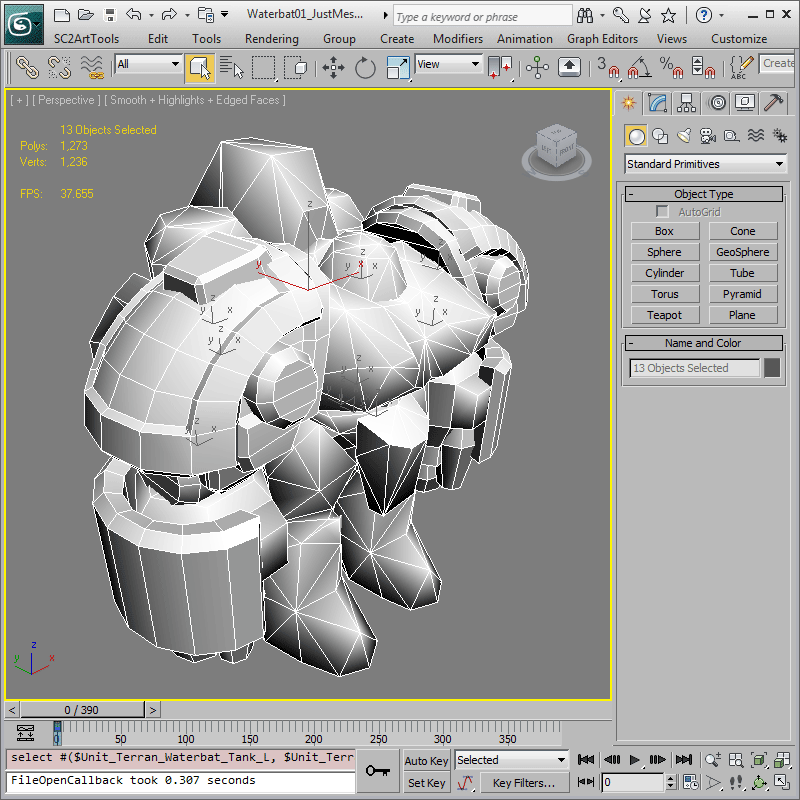 Waterbat01_JustMes...
Type a keyword or phrase
SC2ArtTools Edit Tools Rendering Group Create Modifiers Animation Graph Editors Views Customize
All
View
3
%
ABC
Create
[ + ] [ Perspective ] [ Smooth + Highlights + Edged Faces ]
13 Objects Selected
Polys: 1,273
Verts: 1,236
FPS: 37.655
Standard Primitives
- Object Type
AutoGrid
Box Cone
Sphere GeoSphere
Cylinder Tube
Torus Pyramid
Teapot Plane
- Name and Color
13 Objects Selected
z
y x
z
y x
z
y x
z
y x
z
y x
z
y x
z
y x
< 0 / 390 >
0 50 100 150 200 250 300 350
select #($Unit_Terran_Waterbat_Tank_L, $Unit_Terr
FileOpenCallback took 0.307 seconds
Auto Key Selected
Set Key Key Filters...
0